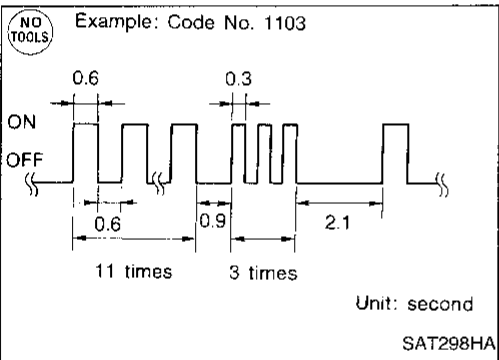 NO TOOLS
Example: Code No. 1103
0.6
0.3
ON
OFF
0.6
0.9
2.1
11 times
3 times
Unit: second
SAT298HA